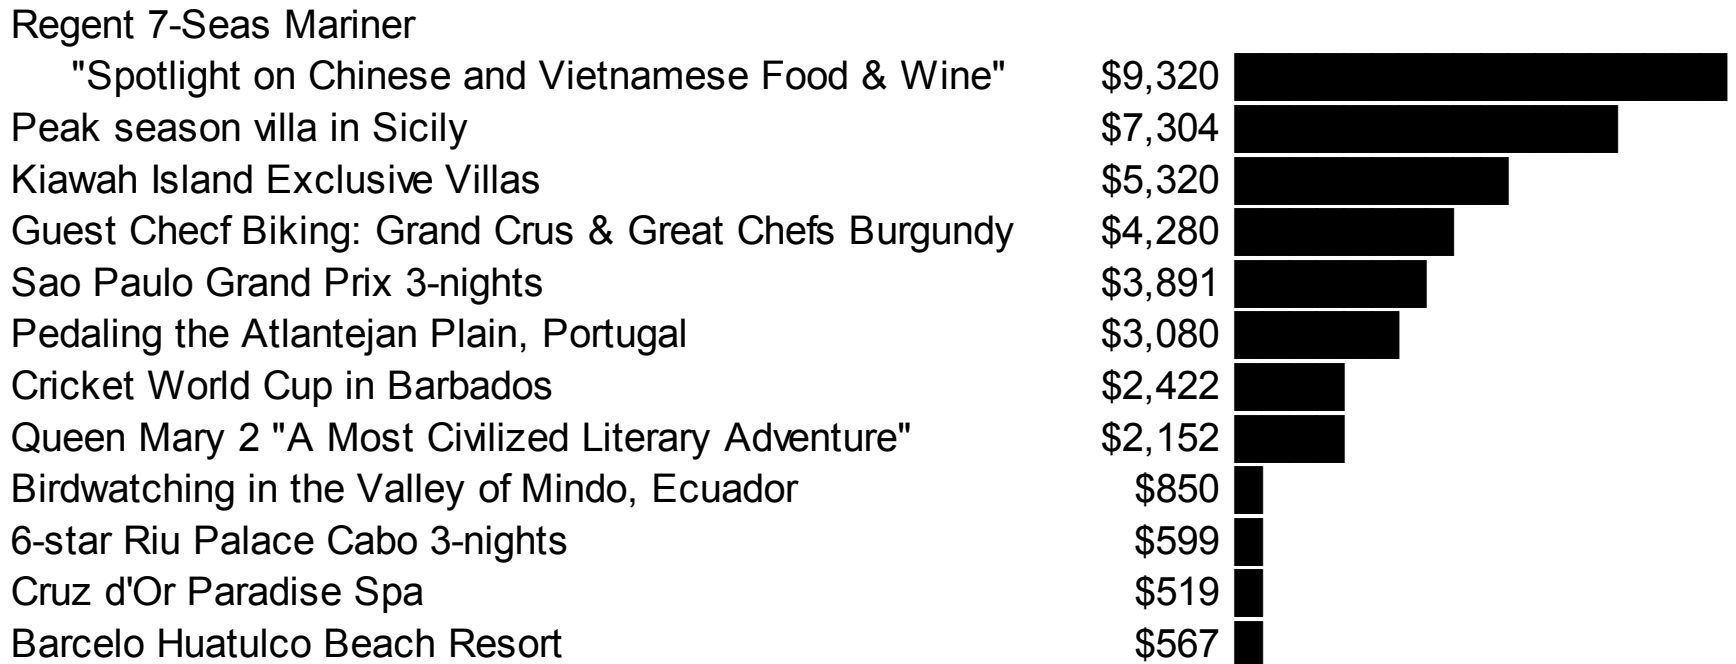 Regent 7-Seas Mariner
"Spotlight on Chinese and Vietnamese Food & Wine" $9,320
Peak season villa in Sicily $7,304
Kiawah Island Exclusive Villas $5,320
Guest Checf Biking: Grand Crus & Great Chefs Burgundy $4,280
Sao Paulo Grand Prix 3-nights $3,891
Pedaling the Atlantejan Plain, Portugal $3,080
Cricket World Cup in Barbados $2,422
Queen Mary 2 "A Most Civilized Literary Adventure" $2,152
Birdwatching in the Valley of Mindo, Ecuador $850
6-star Riu Palace Cabo 3-nights $599
Cruz d'Or Paradise Spa $519
Barcelo Huatulco Beach Resort $567